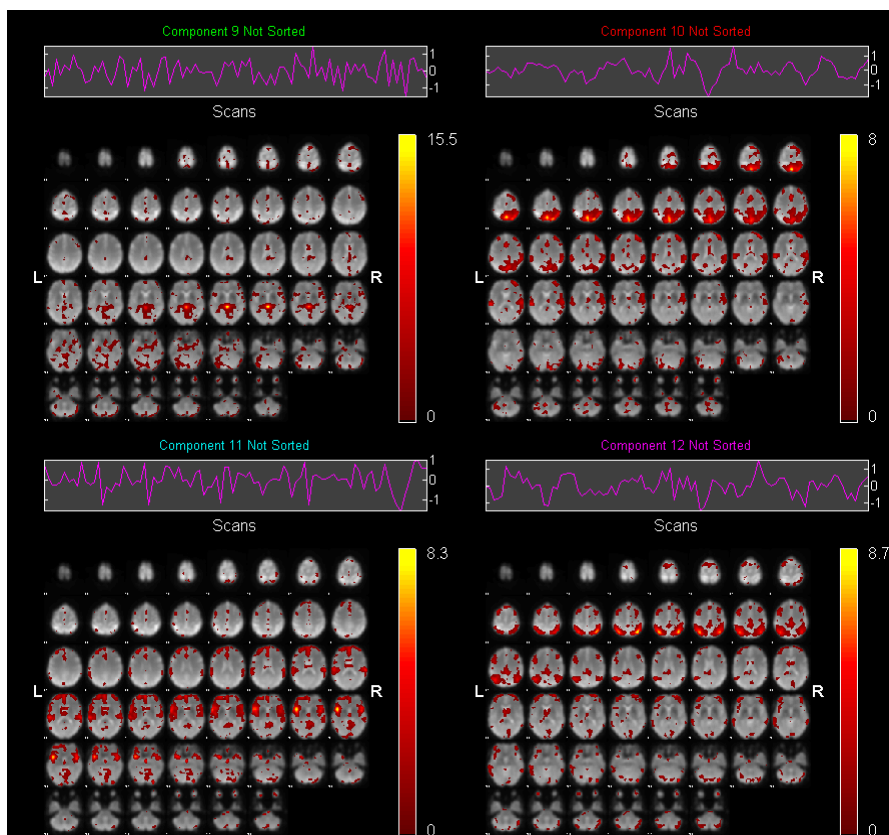 Component 9 Not Sorted
1
0
-1
Scans
15.5
0
L
R
Component 10 Not Sorted
1
0
-1
Scans
8
0
L
R
Component 11 Not Sorted
1
0
-1
Scans
8.3
0
L
R
Component 12 Not Sorted
1
0
-1
Scans
8.7
0
L
R